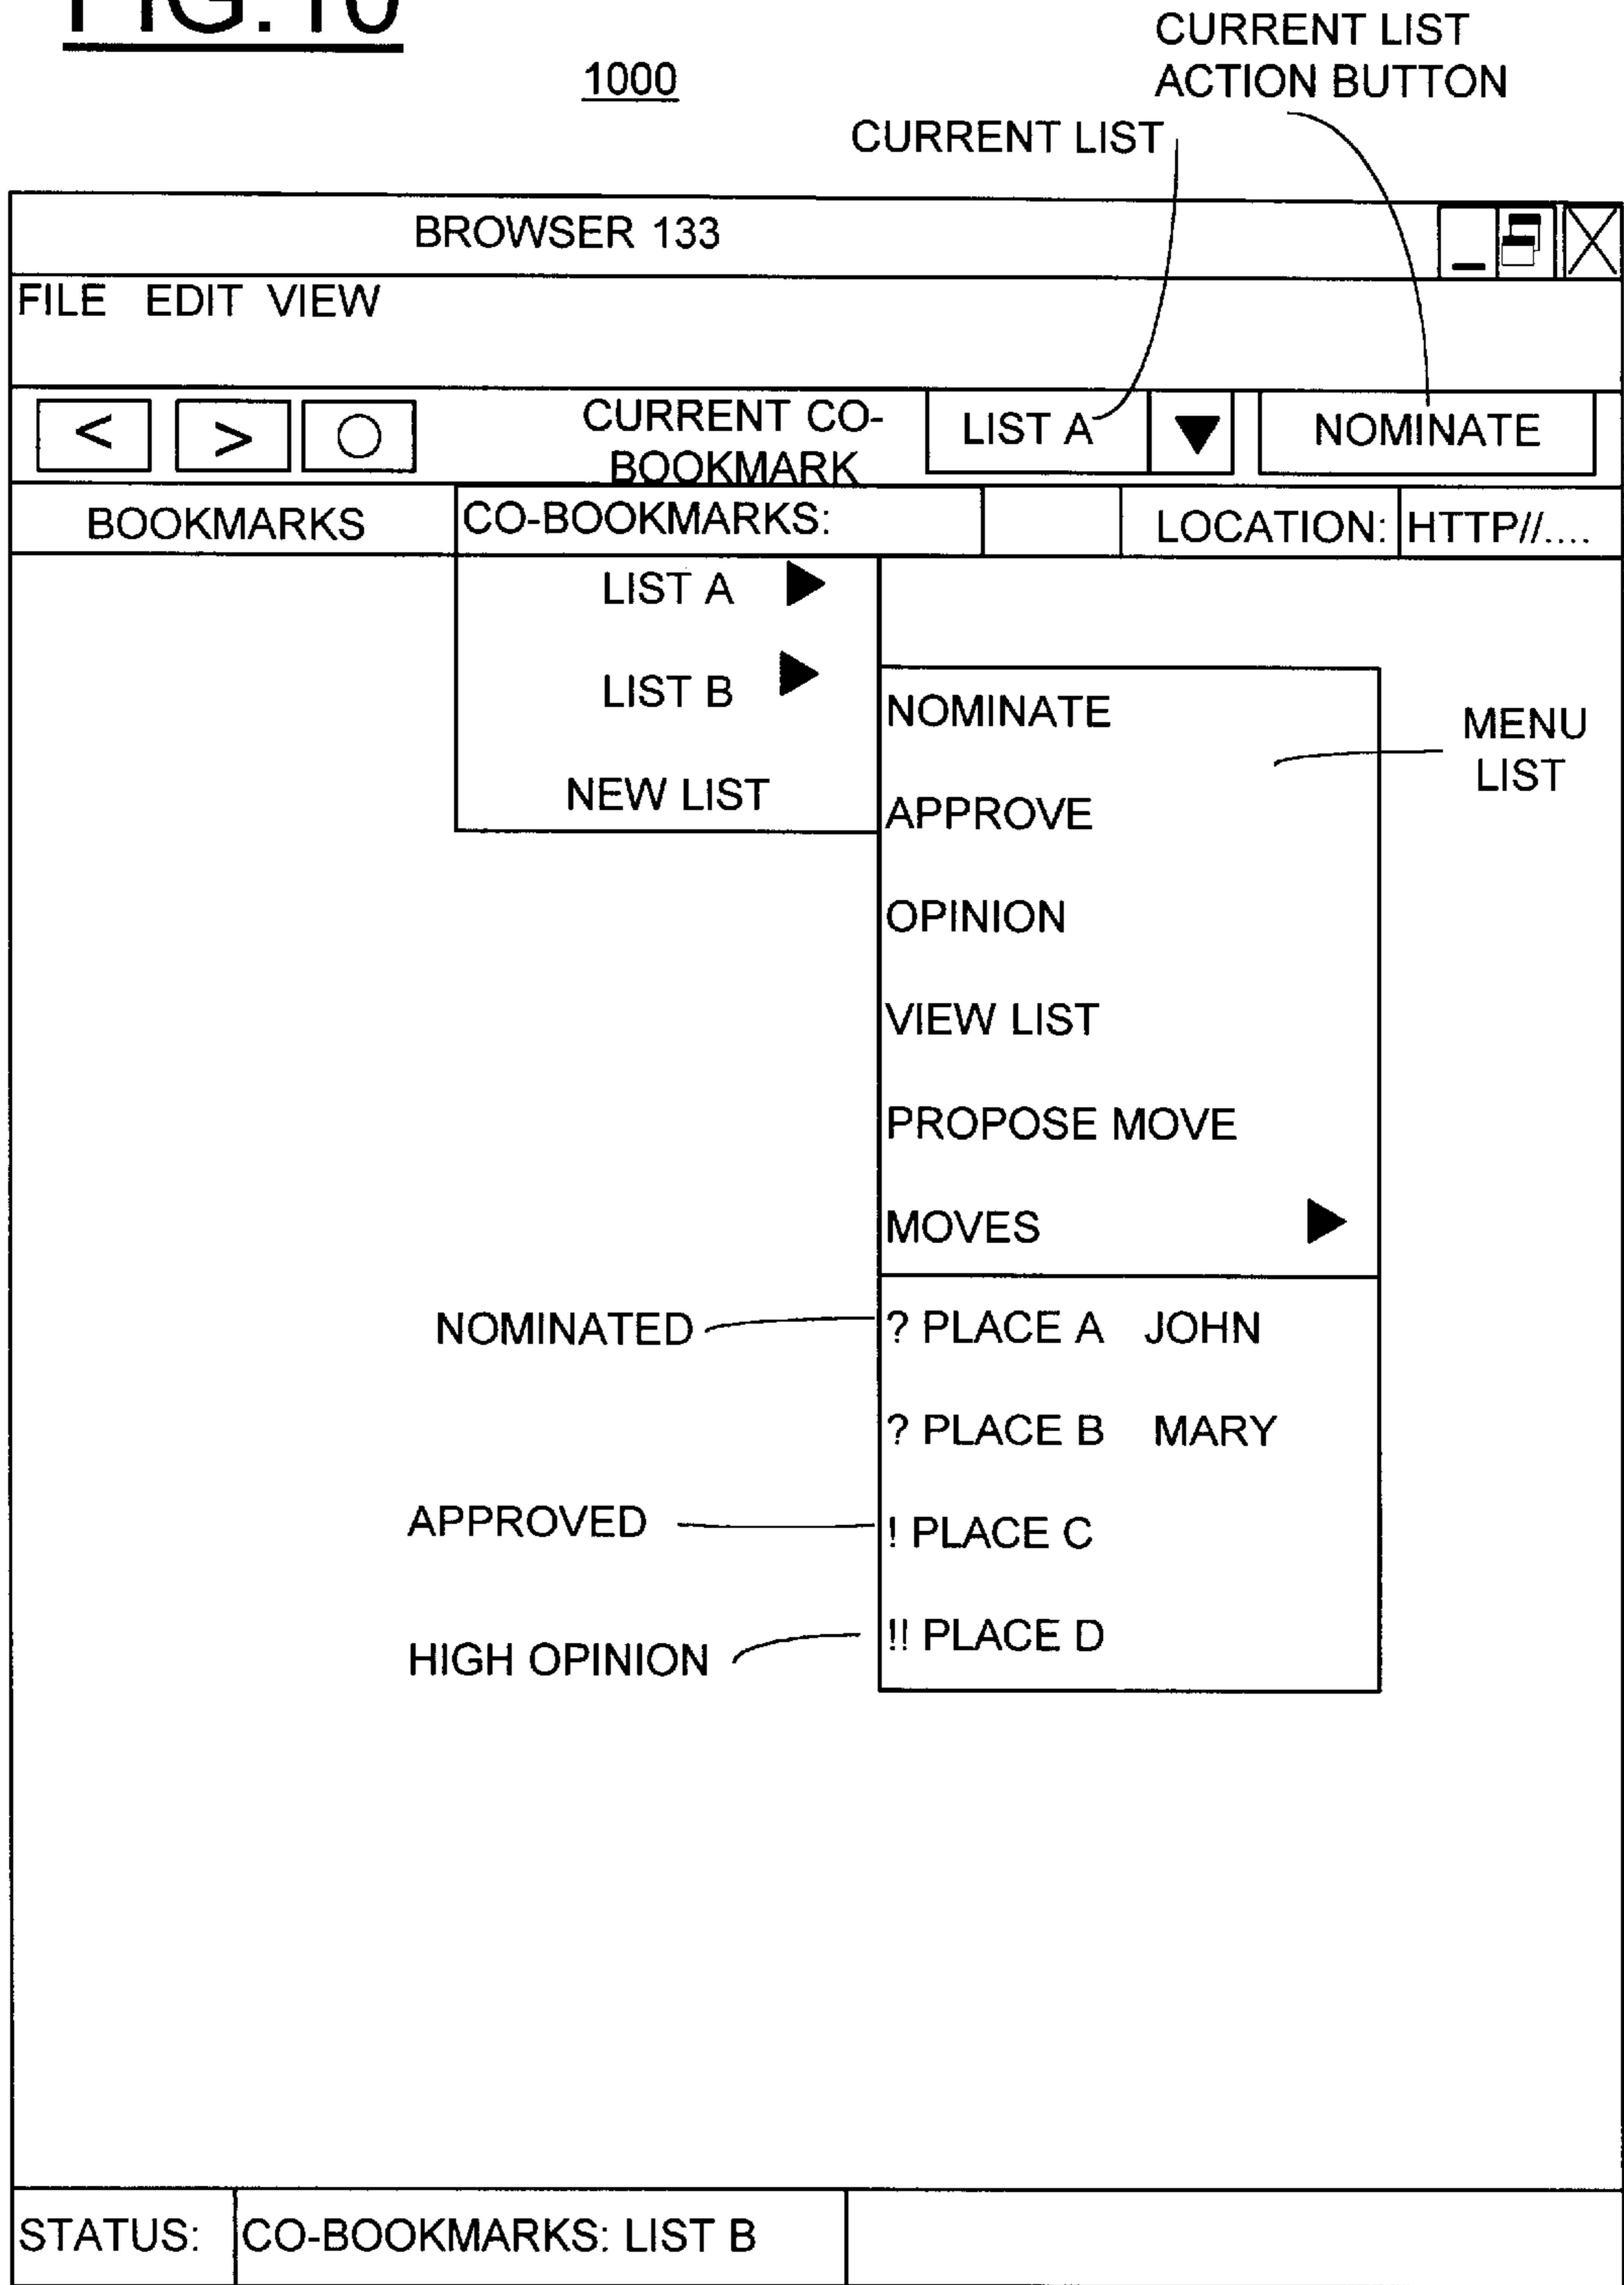 FIG.10
1000
CURRENT LIST
ACTION BUTTON
CURRENT LIST
BROWSER 133
FILE EDIT VIEW
< > ○ CURRENT CO-
BOOKMARK
LIST A ▼ NOMINATE
BOOKMARKS CO-BOOKMARKS: LOCATION: HTTP//....
LIST A ▶
LIST B ▶
NEW LIST
NOMINATE
APPROVE
OPINION
VIEW LIST
PROPOSE MOVE
MOVES ▶
MENU
LIST
NOMINATED ? PLACE A JOHN
? PLACE B MARY
APPROVED ! PLACE C
HIGH OPINION !! PLACE D
STATUS: CO-BOOKMARKS: LIST B